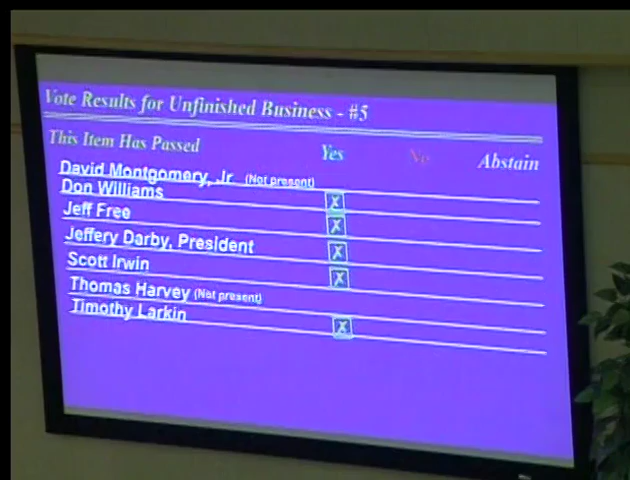 Vote Results for Unfinished Business - #5
This Item Has Passed Yes No Abstain
David Montgomery, Jr (Not present)
Don Williams X
Jeff Free X
Jeffery Darby, President X
Scott Irwin X
Thomas Harvey (Not present)
Timothy Larkin X